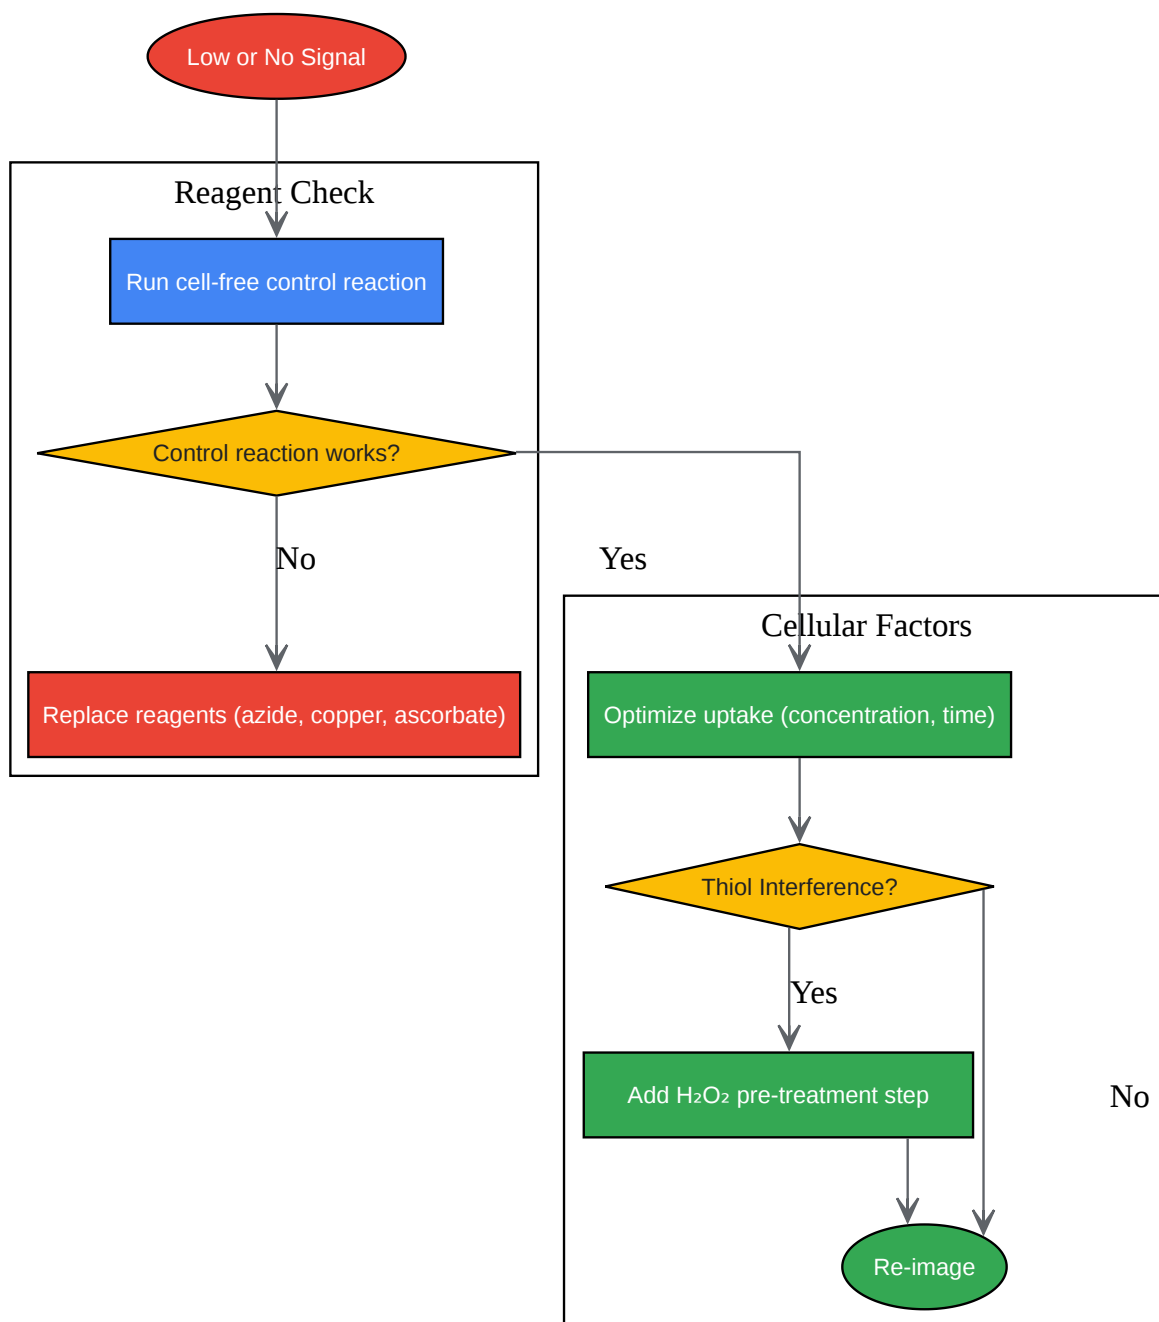 Low or No Signal
Reagent Check
Run cell-free control reaction
Control reaction works?
No
Yes
Replace reagents (azide, copper, ascorbate)
Cellular Factors
Optimize uptake (concentration, time)
Thiol Interference?
Yes
Add H₂O₂ pre-treatment step
No
Re-image